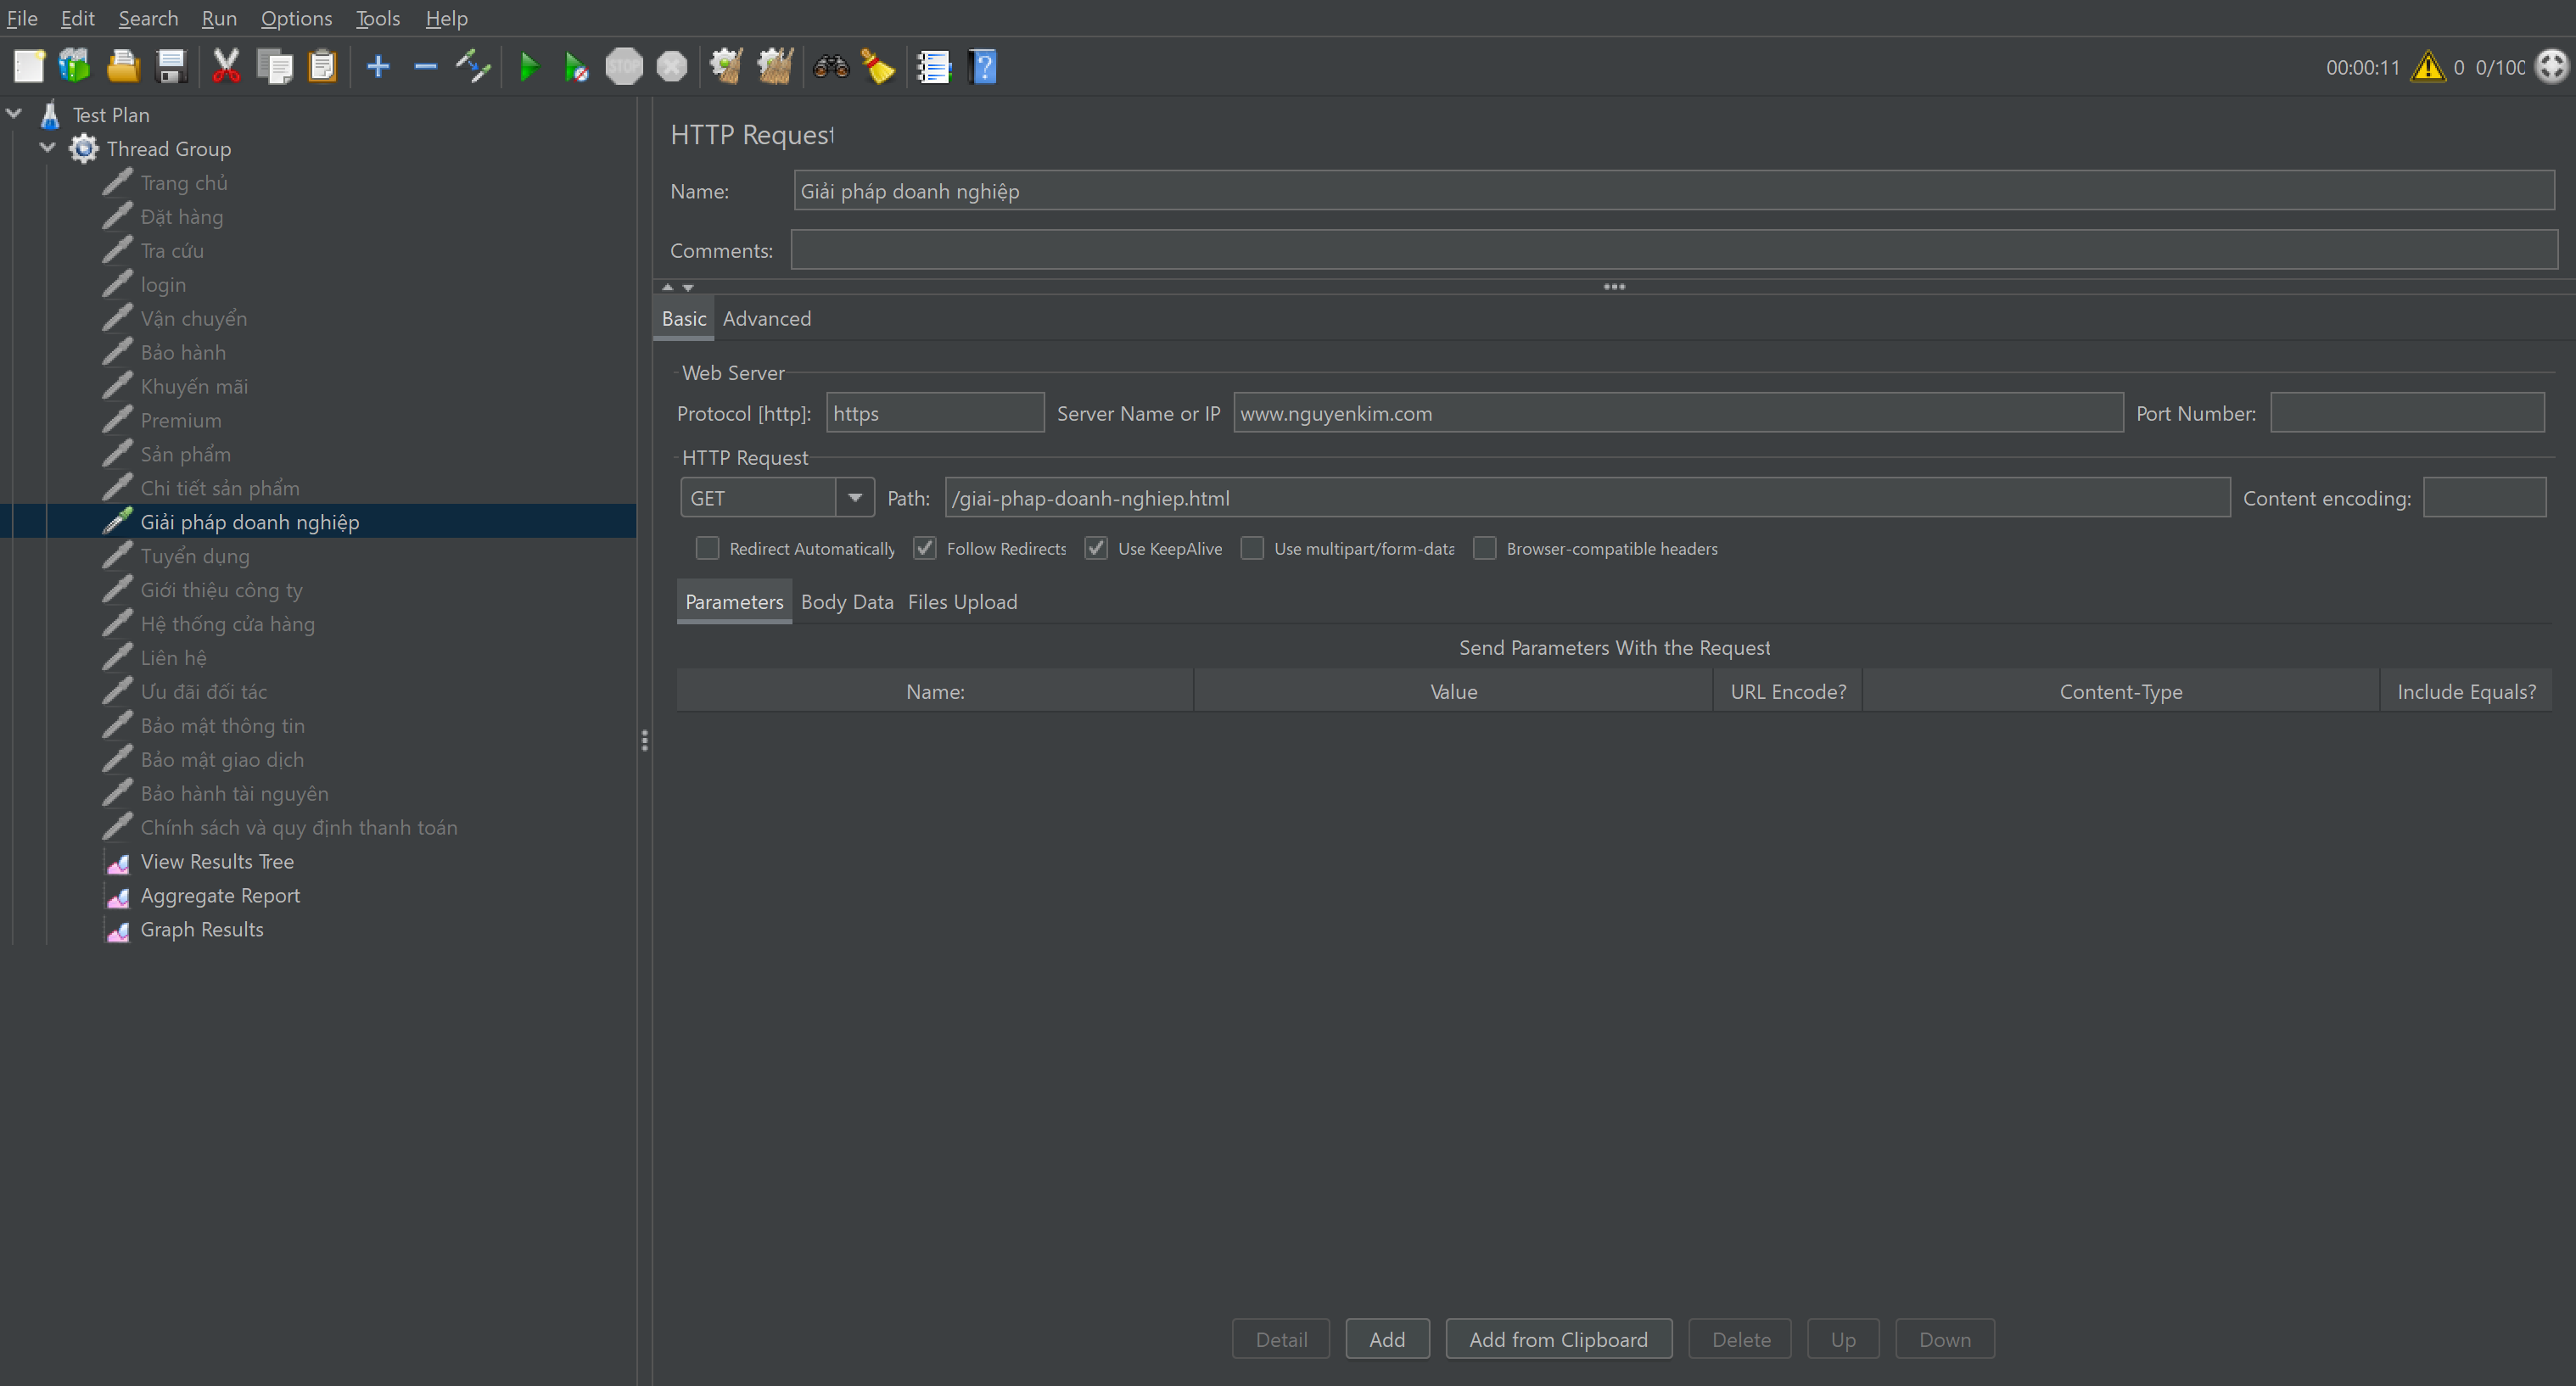 File Edit Search Run Options Tools Help
STOP 00:00:11 0 0/100
Test Plan
Thread Group
Trang chủ
Đặt hàng
Tra cứu
login
Vận chuyển
Bảo hành
Khuyến mãi
Premium
Sản phẩm
Chi tiết sản phẩm
Giải pháp doanh nghiệp
Tuyển dụng
Giới thiệu công ty
Hệ thống cửa hàng
Liên hệ
Ưu đãi đối tác
Bảo mật thông tin
Bảo mật giao dịch
Bảo hành tài nguyên
Chính sách và quy định thanh toán
View Results Tree
Aggregate Report
Graph Results
HTTP Request
Name: Giải pháp doanh nghiệp
Comments:
Basic Advanced
Web Server
Protocol [http]: https Server Name or IP www.nguyenkim.com Port Number:
HTTP Request
GET Path: /giai-phap-doanh-nghiep.html Content encoding:
Redirect Automatically Follow Redirects Use KeepAlive Use multipart/form-data Browser-compatible headers
Parameters Body Data Files Upload
Send Parameters With the Request
Name: Value URL Encode? Content-Type Include Equals?
Detail Add Add from Clipboard Delete Up Down